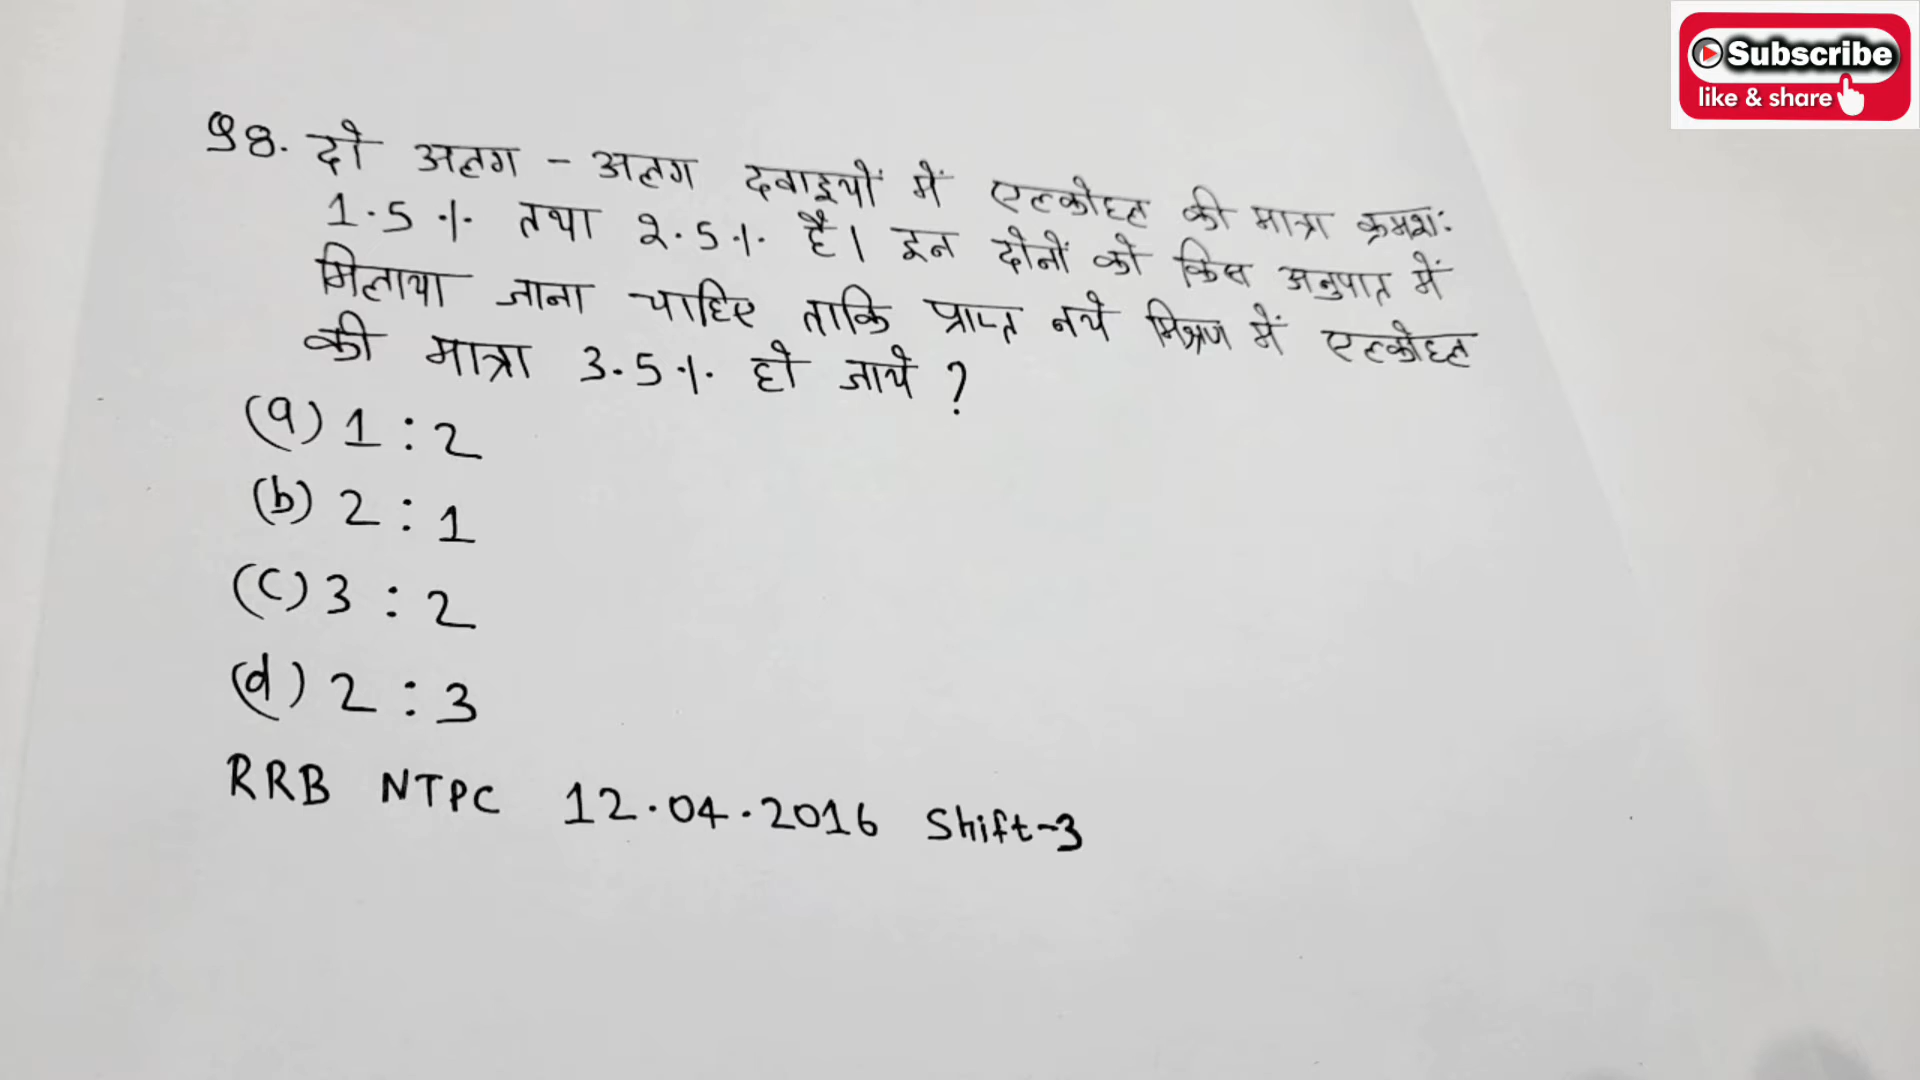 Subscribe
like & share
98. दो अलग - अलग दवाइयों में एल्कोहल की मात्रा क्रमशः
1.5% तथा 2.5% है। इन दोनों को किस अनुपात में
मिलाया जाना चाहिए ताकि प्राप्त नये मिश्रण में एल्कोहल
की मात्रा 3.5% हो जाये ?
(a) 1 : 2
(b) 2 : 1
(c) 3 : 2
(d) 2 : 3
RRB NTPC 12.04.2016 Shift-3